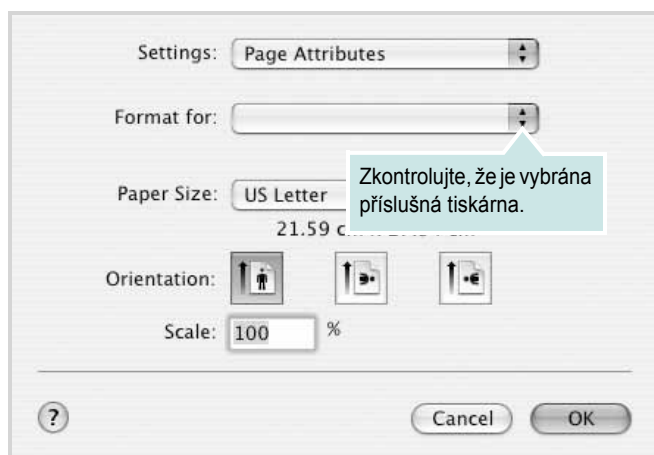 Settings: Page Attributes
Format for:
Zkontrolujte, že je vybrána
příslušná tiskárna.
Paper Size: US Letter
21.59 c
Orientation:
Scale: 100 %
? Cancel OK